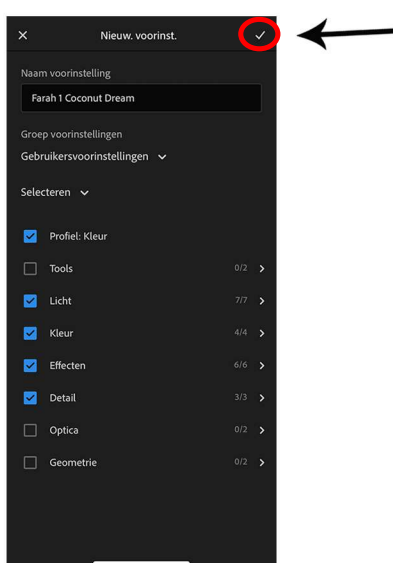 Nieuw. voorinst.
Naam voorinstelling
Farah 1 Coconut Dream
Groep voorinstellingen
Gebruikersvoorinstellingen
Selecteren
Profiel: Kleur
Tools 0/2
Licht 7/7
Kleur 4/4
Effecten 6/6
Detail 3/3
Optica 0/2
Geometrie 0/2